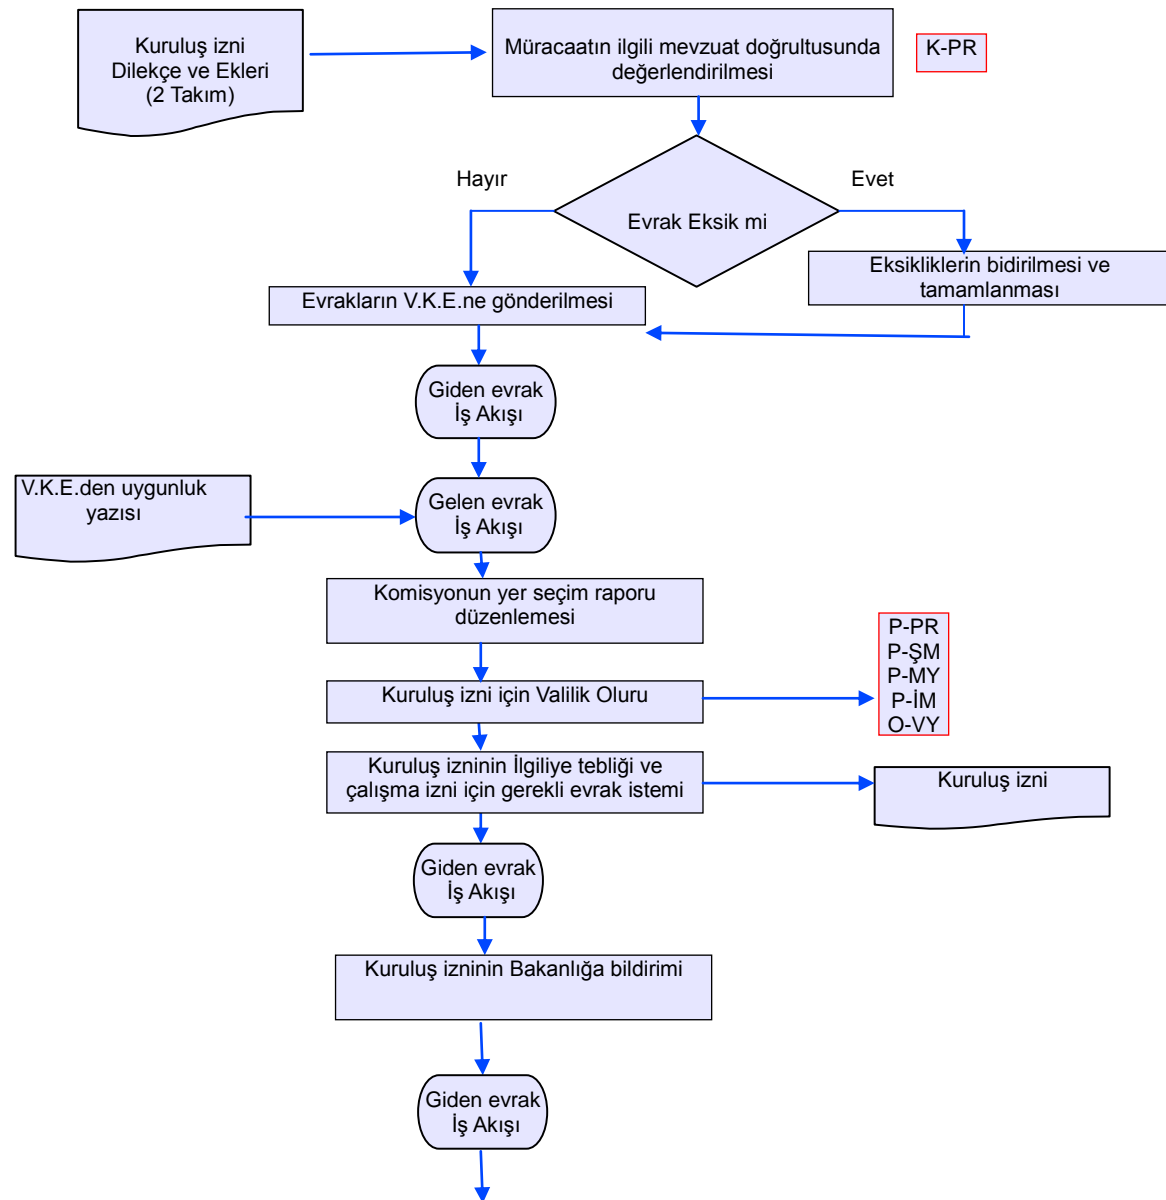 Kuruluş izni
Dilekçe ve Ekleri
(2 Takım)
Müracaatın ilgili mevzuat doğrultusunda
değerlendirilmesi
K-PR
Hayır
Evet
Evrak Eksik mi
Eksikliklerin bidirilmesi ve
tamamlanması
Evrakların V.K.E.ne gönderilmesi
Giden evrak
İş Akışı
V.K.E.den uygunluk
yazısı
Gelen evrak
İş Akışı
Komisyonun yer seçim raporu
düzenlemesi
Kuruluş izni için Valilik Oluru
P-PR
P-ŞM
P-MY
P-İM
O-VY
Kuruluş izninin İlgiliye tebliği ve
çalışma izni için gerekli evrak istemi
Kuruluş izni
Giden evrak
İş Akışı
Kuruluş izninin Bakanlığa bildirimi
Giden evrak
İş Akışı